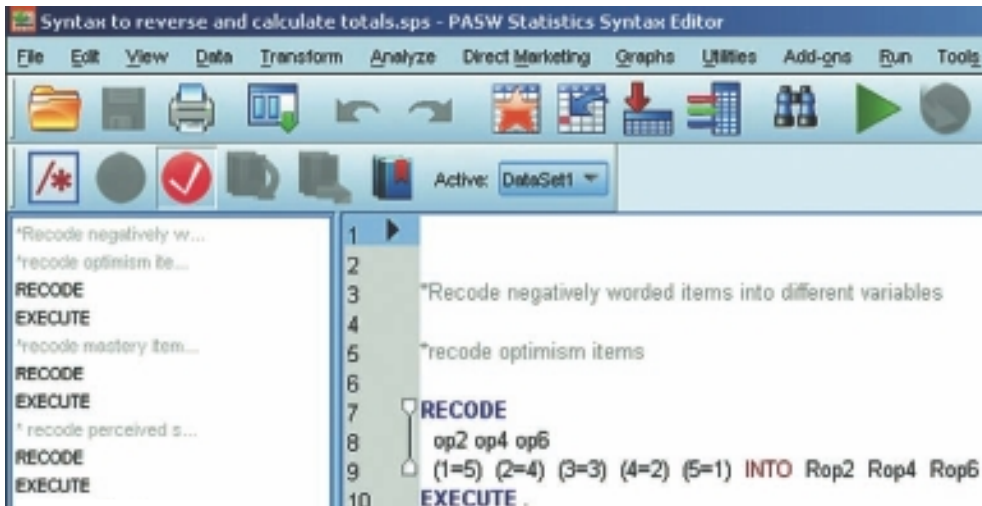 Syntax to reverse and calculate totals.sps - PASW Statistics Syntax Editor
File Edit View Data Transform Analyze Direct Marketing Graphs Utilities Add-ons Run Tools
/*
Active: DataSet1
*Recode negatively w...
*recode optimism ite...
RECODE
EXECUTE
*recode mastery item...
RECODE
EXECUTE
* recode perceived s...
RECODE
EXECUTE
1
2
3 *Recode negatively worded items into different variables
4
5 *recode optimism items
6
7 RECODE
8 op2 op4 op6
9 (1=5) (2=4) (3=3) (4=2) (5=1) INTO Rop2 Rop4 Rop6
10 EXECUTE .